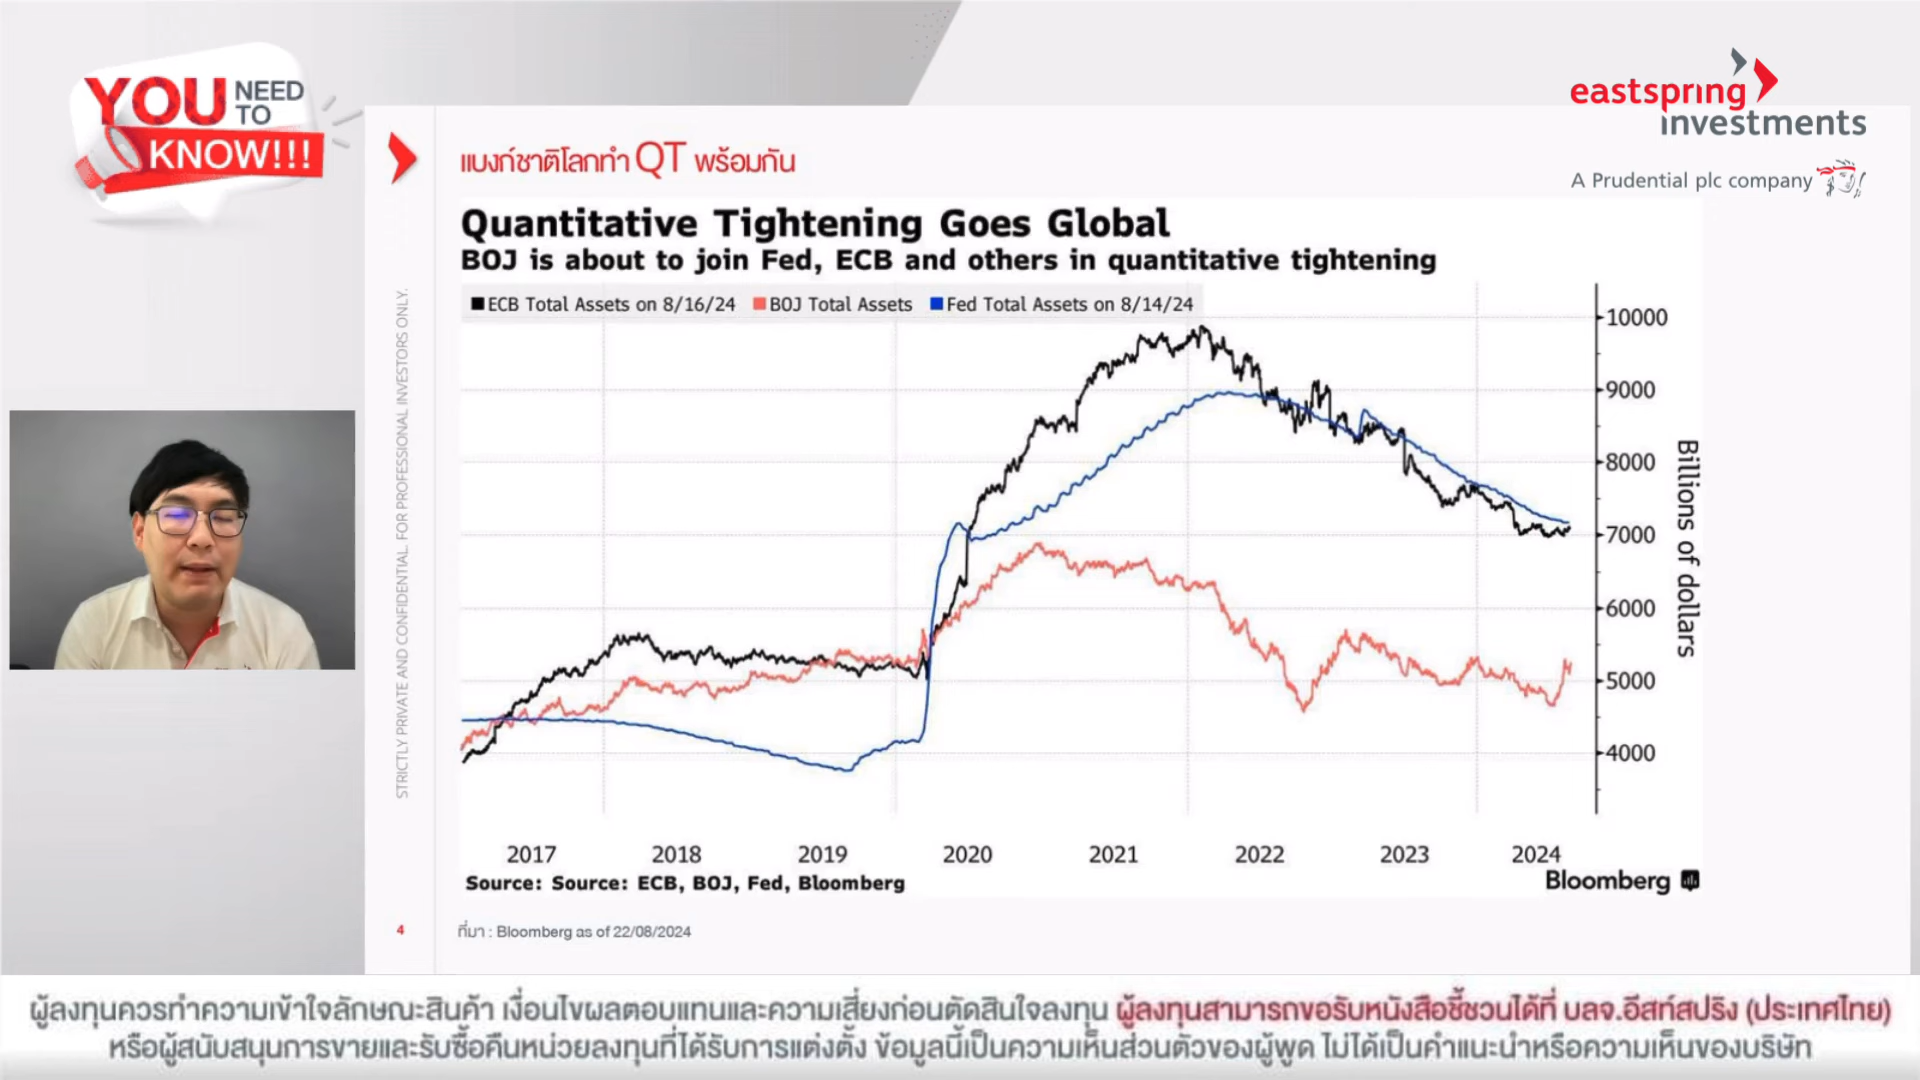 YOU NEED TO KNOW!!!
eastspring investments
A Prudential plc company
แบงก์ชาติโลกทำ QT พร้อมกัน
Quantitative Tightening Goes Global
BOJ is about to join Fed, ECB and others in quantitative tightening
ECB Total Assets on 8/16/24 BOJ Total Assets Fed Total Assets on 8/14/24
10000
9000
8000
7000
6000
5000
4000
Billions of dollars
2017 2018 2019 2020 2021 2022 2023 2024
Source: Source: ECB, BOJ, Fed, Bloomberg
Bloomberg
STRICTLY PRIVATE AND CONFIDENTIAL. FOR PROFESSIONAL INVESTORS ONLY.
4
ที่มา : Bloomberg as of 22/08/2024
ผู้ลงทุนควรทำความเข้าใจลักษณะสินค้า เงื่อนไขผลตอบแทนและความเสี่ยงก่อนตัดสินใจลงทุน ผู้ลงทุนสามารถขอรับหนังสือชี้ชวนได้ที่ บลจ.อีสท์สปริง (ประเทศไทย)
หรือผู้สนับสนุนการขายและรับซื้อคืนหน่วยลงทุนที่ได้รับการแต่งตั้ง ข้อมูลนี้เป็นความเห็นส่วนตัวของผู้พูด ไม่ได้เป็นคำแนะนำหรือความเห็นของบริษัท